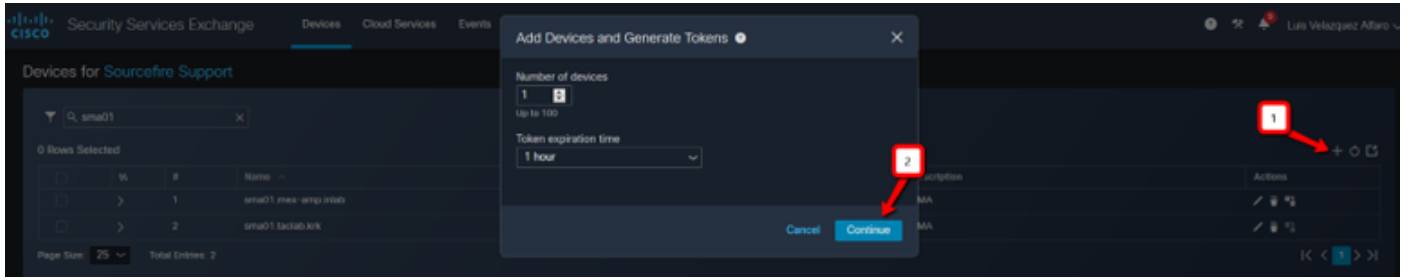 CISCO Security Services Exchange Devices Cloud Services Events Luis Velazquez Alfaro
Devices for Sourcefire Support
Add Devices and Generate Tokens
Number of devices
1
Up to 100
Token expiration time
1 hour
Cancel Continue
sma01
0 Rows Selected
% # Name Actions
1 sma01.mex-amp.inlab
2 sma01.taclab.krk
Page Size: 25 Total Entries: 2 1
1
2